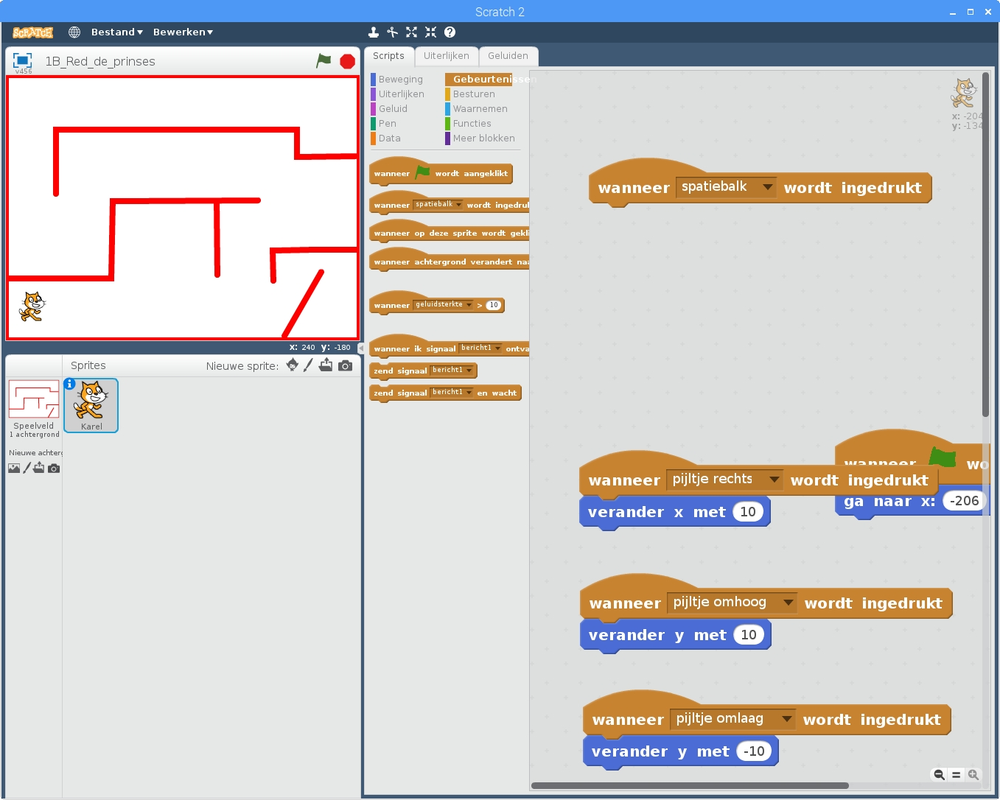 Scratch 2
SCRATCH Bestand Bewerken
1B_Red_de_prinses
v456
Scripts Uiterlijken Geluiden
Beweging Gebeurtenissen
Uiterlijken Besturen
Geluid Waarnemen
Pen Functies
Data Meer blokken
wanneer wordt aangeklikt
wanneer spatiebalk wordt ingedruk
wanneer op deze sprite wordt gekli
wanneer achtergrond verandert naa
wanneer geluidsterkte > 10
wanneer ik signaal bericht1 ontva
zend signaal bericht1
zend signaal bericht1 en wacht
x: -204
y: -134
wanneer spatiebalk wordt ingedrukt
wanneer wo
ga naar x: -206
wanneer pijltje rechts wordt ingedrukt
verander x met 10
wanneer pijltje omhoog wordt ingedrukt
verander y met 10
wanneer pijltje omlaag wordt ingedrukt
verander y met -10
x: 240 y: -180
Sprites Nieuwe sprite:
Speelveld
1 achtergrond
Karel
Nieuwe achterg